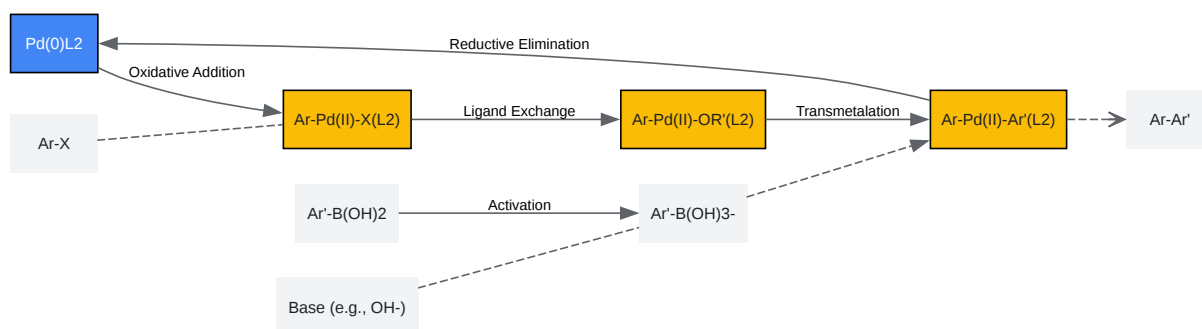 Pd(0)L2
Reductive Elimination
Oxidative Addition
Ar-X
Ar-Pd(II)-X(L2)
Ligand Exchange
Ar-Pd(II)-OR'(L2)
Transmetalation
Ar-Pd(II)-Ar'(L2)
Ar-Ar'
Ar'-B(OH)2
Activation
Ar'-B(OH)3-
Base (e.g., OH-)